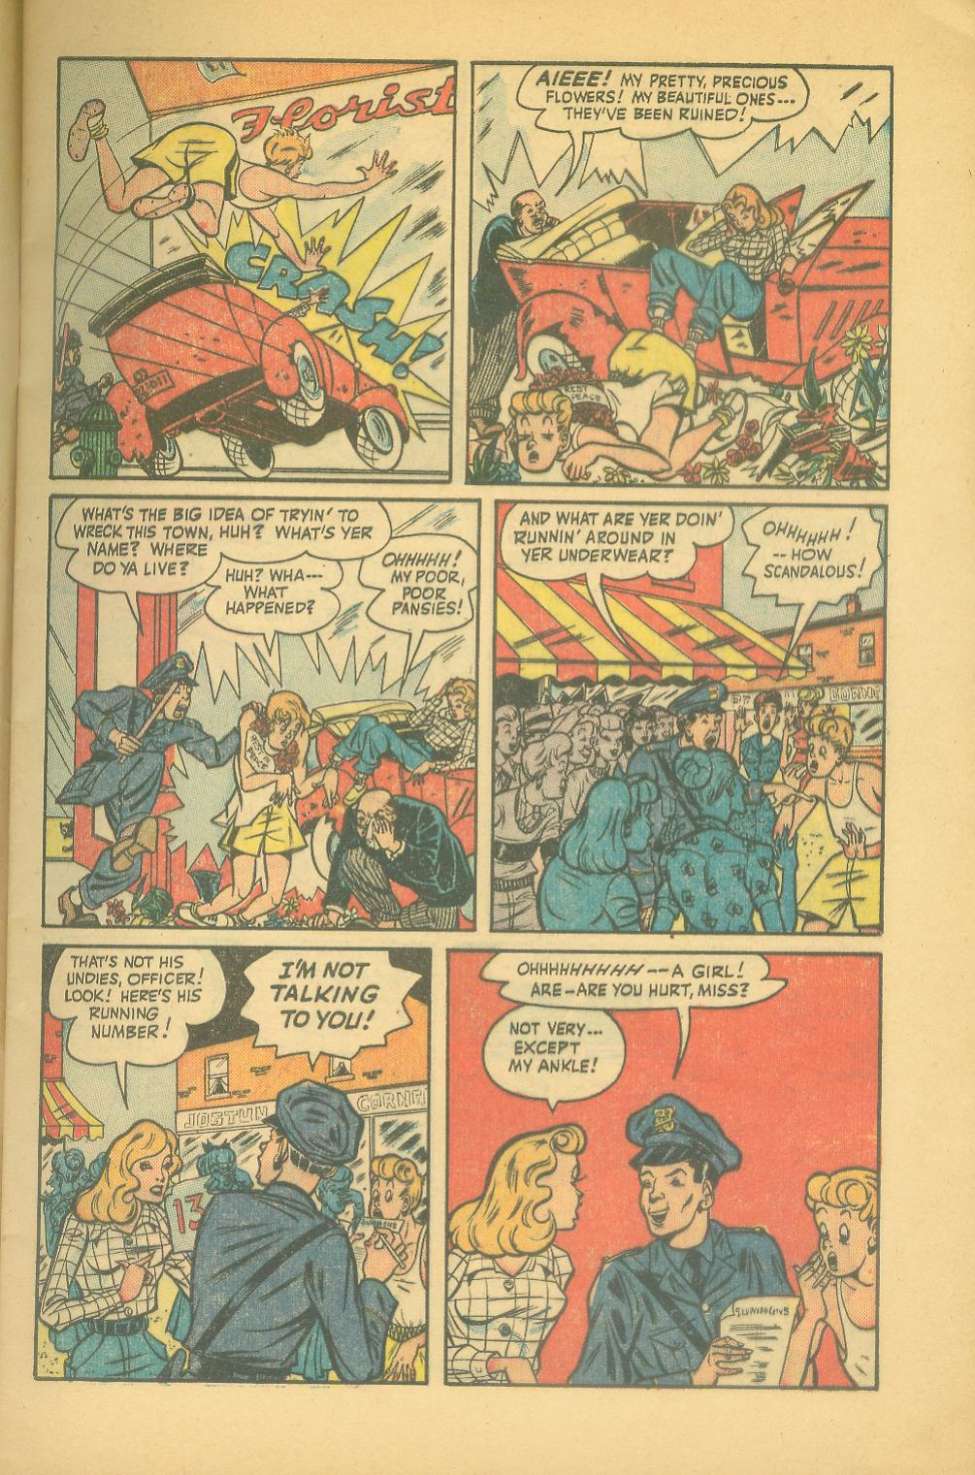 Florist
CRASH!
AIEEE! MY PRETTY, PRECIOUS
FLOWERS! MY BEAUTIFUL ONES---
THEY'VE BEEN RUINED!
REST
PEACE
WHAT'S THE BIG IDEA OF TRYIN' TO
WRECK THIS TOWN, HUH? WHAT'S YER
NAME? WHERE
DO YA LIVE?
HUH? WHA---
WHAT
HAPPENED?
OHHHHH!
MY POOR,
POOR
PANSIES!
AND WHAT ARE YER DOIN'
RUNNIN' AROUND IN
YER UNDERWEAR?
OHHHHHH!
--HOW
SCANDALOUS!
THAT'S NOT HIS
UNDIES, OFFICER!
LOOK! HERE'S HIS
RUNNING
NUMBER!
I'M NOT
TALKING
TO YOU!
JOSTUM
13
OHHHHHHHHHH---A GIRL!
ARE-ARE YOU HURT, MISS?
NOT VERY---
EXCEPT
MY ANKLE!